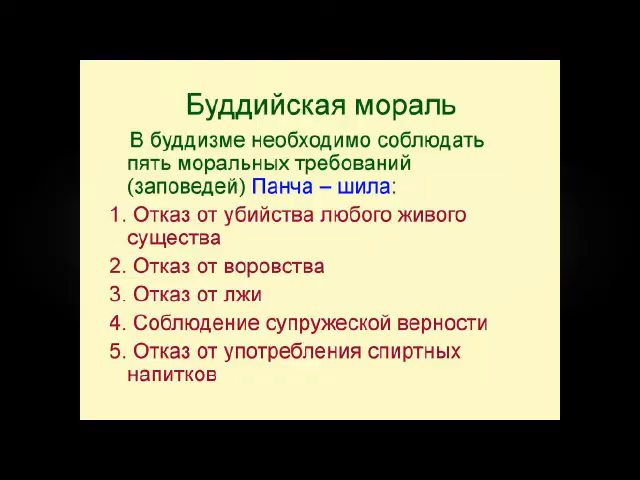 Буддийская мораль
В буддизме необходимо соблюдать
пять моральных требований
(заповедей) Панча – шила:
1. Отказ от убийства любого живого
существа
2. Отказ от воровства
3. Отказ от лжи
4. Соблюдение супружеской верности
5. Отказ от употребления спиртных
напитков